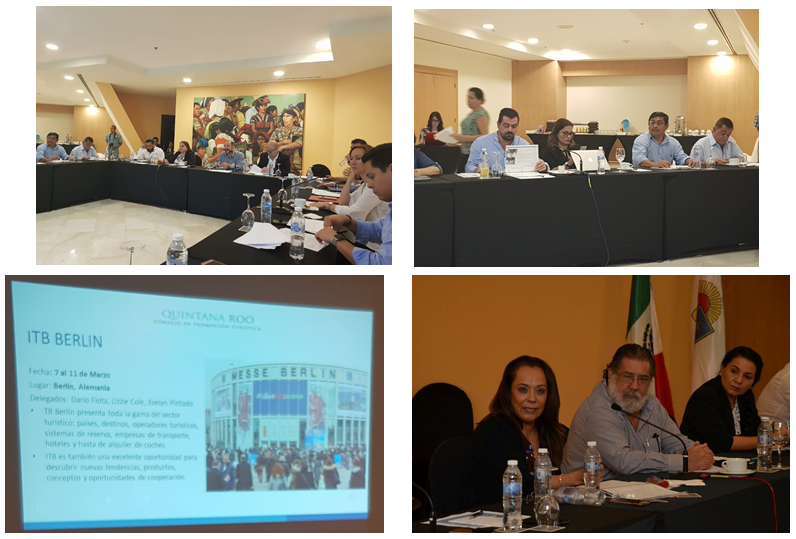 QUINTANA ROO
CONSEJO DE PROMOCIÓN TURÍSTICA
ITB BERLIN
Fecha: 7 al 11 de Marzo
Lugar: Berlin, Alemania
Delegados: Darío Flota, Lizzie Cole, Evelyn Pintado
• TB Berlin presenta toda la gama del sector
turístico: países, destinos, operadores turísticos,
sistemas de reserva, empresas de transporte,
hoteles y hasta de alquiler de coches.
• ITB es también una excelente oportunidad para
descubrir nuevas tendencias, productos,
conceptos y oportunidades de cooperación.
MESSE BERLIN